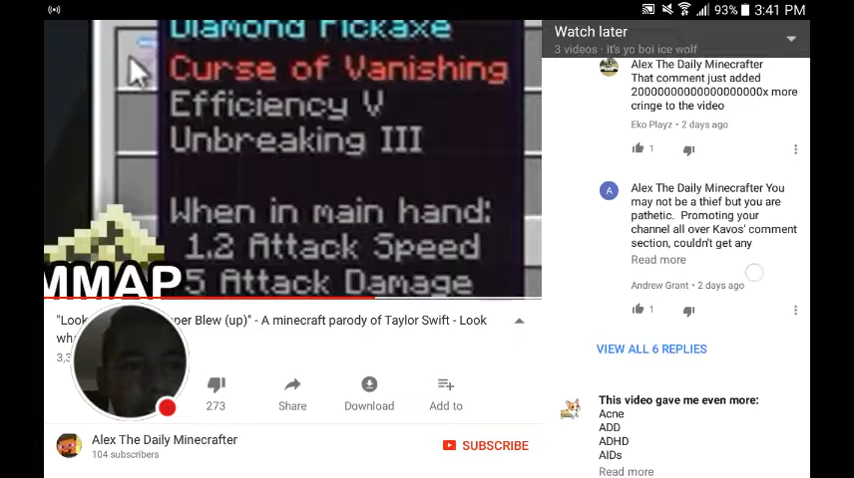 93% 3:41 PM
Diamond Pickaxe
Curse of Vanishing
Efficiency V
Unbreaking III
When in main hand:
1.2 Attack Speed
5 Attack Damage
MMAP
"Look
per Blew (up)" - A minecraft parody of Taylor Swift - Look
wh
3,3
273
Share
Download
Add to
Alex The Daily Minecrafter
104 subscribers
SUBSCRIBE
Watch later
3 videos • it's yo boi ice wolf
Alex The Daily Minecrafter
That comment just added
20000000000000000000x more
cringe to the video
Eko Playz • 2 days ago
1
A
Alex The Daily Minecrafter You
may not be a thief but you are
pathetic. Promoting your
channel all over Kavos' comment
section, couldn't get any
Read more
Andrew Grant • 2 days ago
1
VIEW ALL 6 REPLIES
This video gave me even more:
Acne
ADD
ADHD
AIDs
Read more